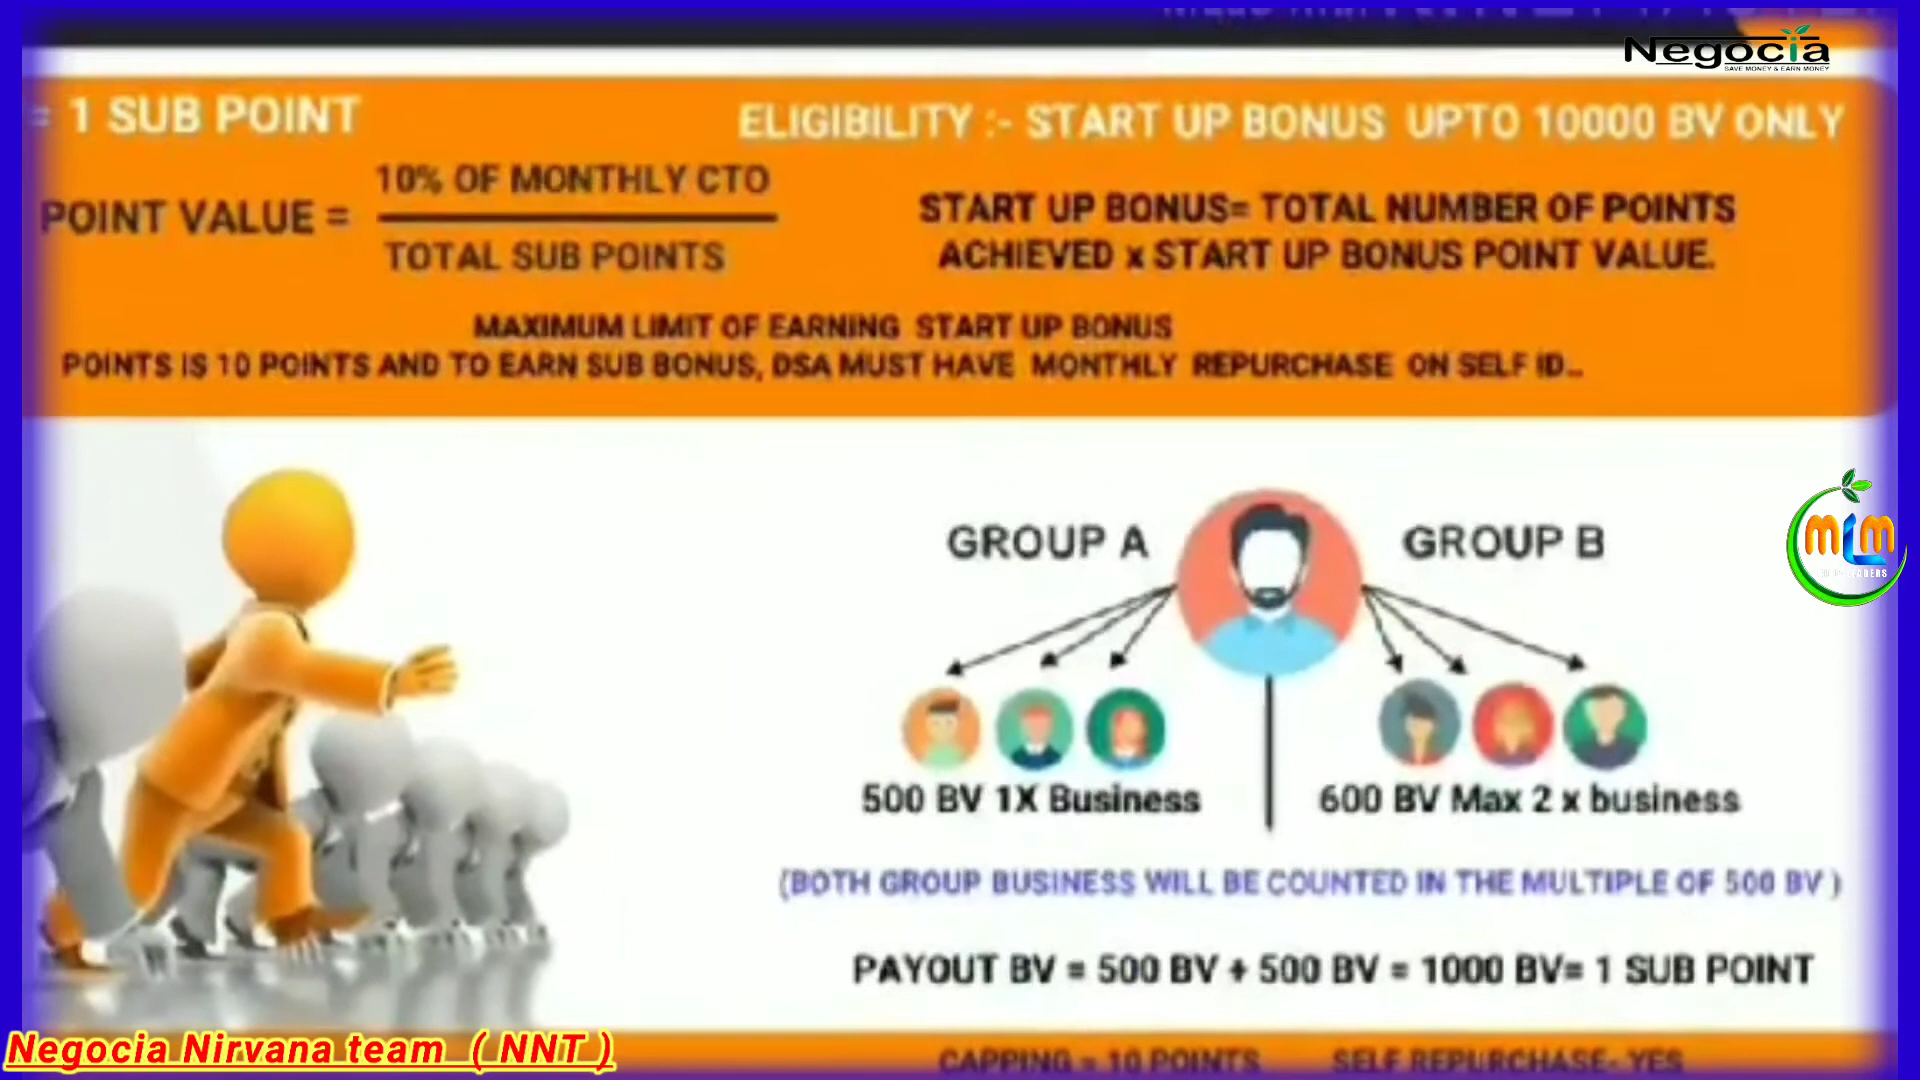 Negocia
SAVE MONEY & EARN MONEY
= 1 SUB POINT
ELIGIBILITY :- START UP BONUS UPTO 10000 BV ONLY
POINT VALUE =
10% OF MONTHLY CTO
TOTAL SUB POINTS
START UP BONUS= TOTAL NUMBER OF POINTS
ACHIEVED x START UP BONUS POINT VALUE.
MAXIMUM LIMIT OF EARNING START UP BONUS
POINTS IS 10 POINTS AND TO EARN SUB BONUS, DSA MUST HAVE MONTHLY REPURCHASE ON SELF ID..
GROUP A
GROUP B
MLM
500 BV 1X Business
600 BV Max 2 x business
(BOTH GROUP BUSINESS WILL BE COUNTED IN THE MULTIPLE OF 500 BV )
PAYOUT BV = 500 BV + 500 BV = 1000 BV= 1 SUB POINT
Negocia Nirvana team ( NNT )
CAPPING = 10 POINTS SELF REPURCHASE- YES